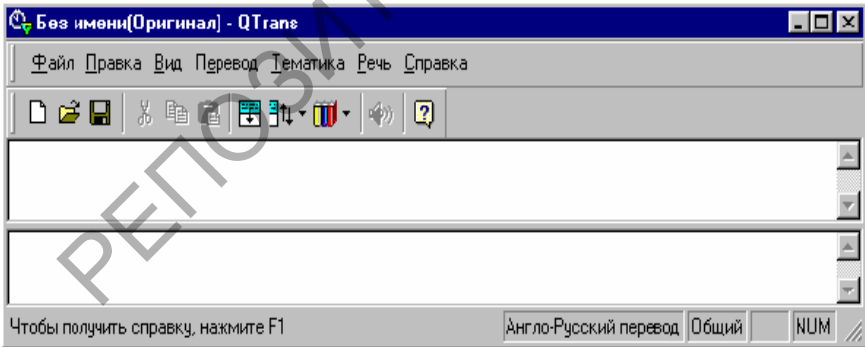 Без имени(Оригинал) - QTrans
Файл Правка Вид Перевод Тематика Речь Справка
Чтобы получить справку, нажмите F1 Англо-Русский перевод Общий NUM
РЕПОЗИТ